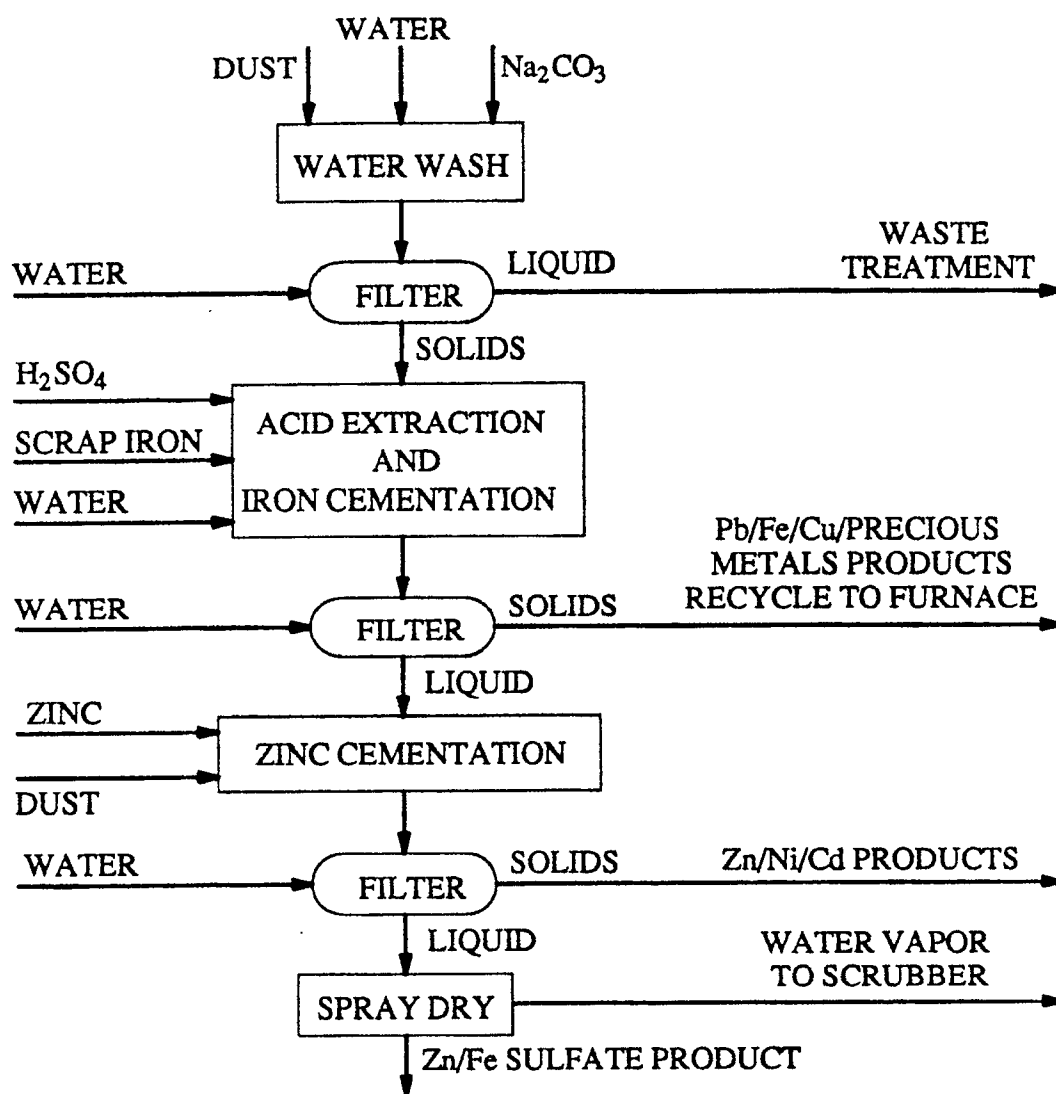 WATER
DUST
Na₂CO₃
WATER WASH
WATER
FILTER
LIQUID
WASTE
TREATMENT
SOLIDS
H₂SO₄
SCRAP IRON
WATER
ACID EXTRACTION
AND
IRON CEMENTATION
WATER
FILTER
SOLIDS
Pb/Fe/Cu/PRECIOUS
METALS PRODUCTS
RECYCLE TO FURNACE
LIQUID
ZINC
DUST
ZINC CEMENTATION
WATER
FILTER
SOLIDS
Zn/Ni/Cd PRODUCTS
LIQUID
WATER VAPOR
TO SCRUBBER
SPRAY DRY
Zn/Fe SULFATE PRODUCT